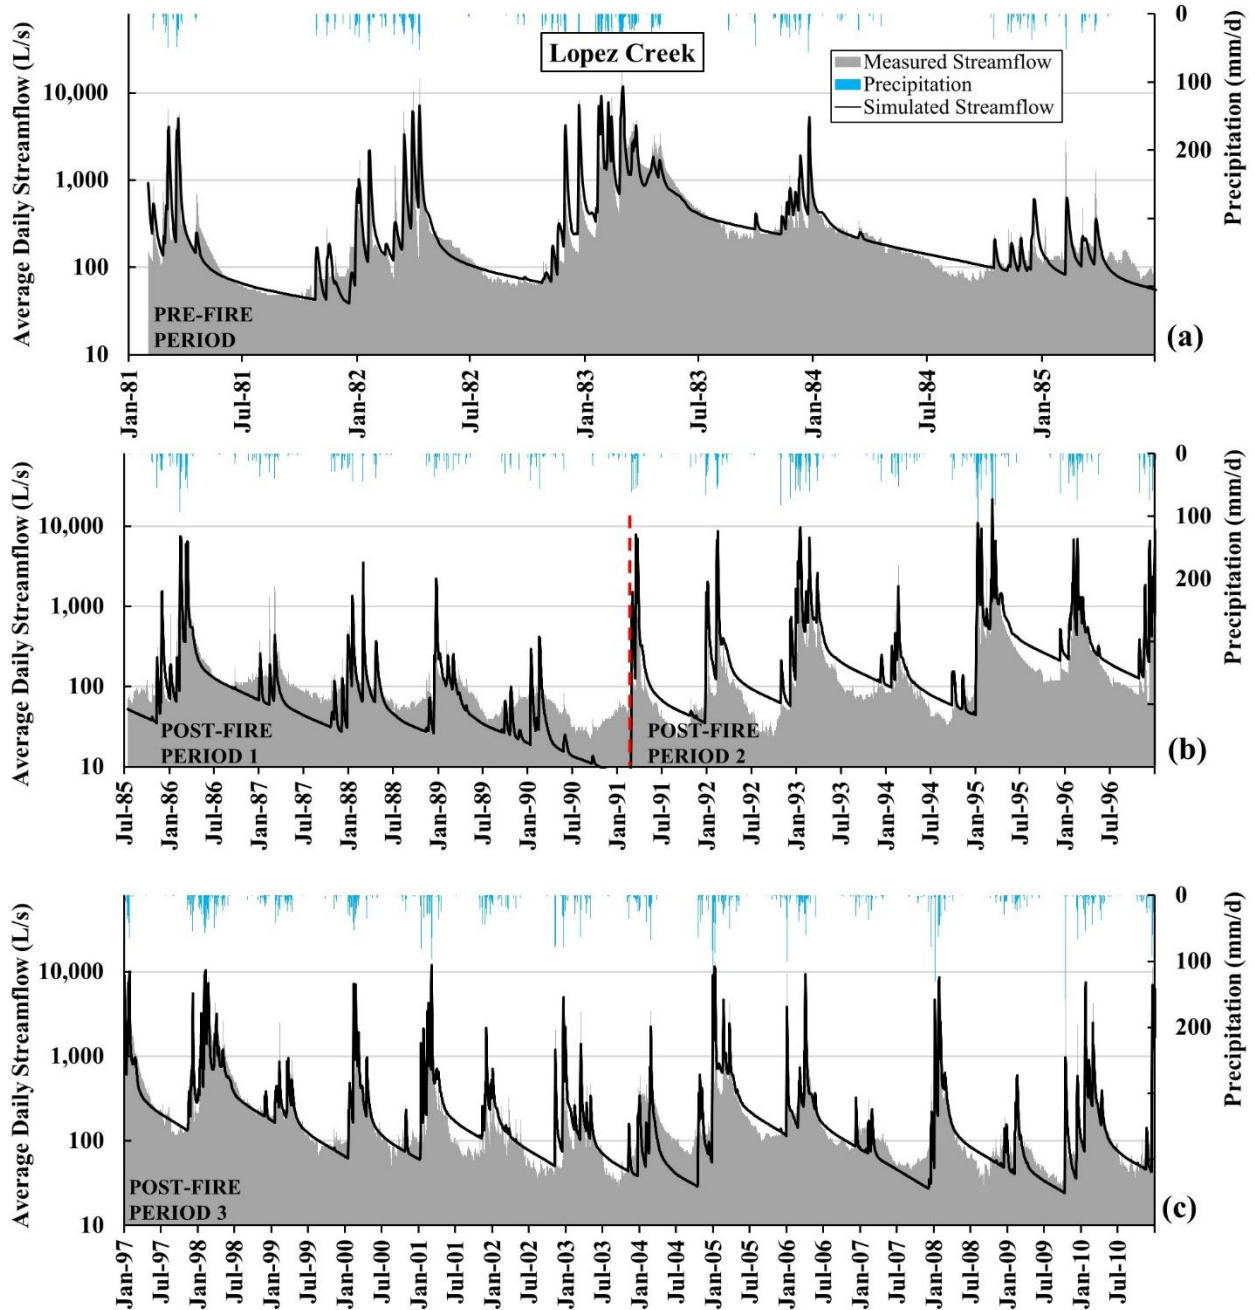 Lopez Creek
Measured Streamflow
Precipitation
Simulated Streamflow
Average Daily Streamflow (L/s)
10,000
1,000
100
10
0
100
200
Precipitation (mm/d)
PRE-FIRE
PERIOD
(a)
Jan-81
Jul-81
Jan-82
Jul-82
Jan-83
Jul-83
Jan-84
Jul-84
Jan-85
Average Daily Streamflow (L/s)
10,000
1,000
100
10
0
100
200
Precipitation (mm/d)
POST-FIRE
PERIOD 1
POST-FIRE
PERIOD 2
(b)
Jul-85
Jan-86
Jul-86
Jan-87
Jul-87
Jan-88
Jul-88
Jan-89
Jul-89
Jan-90
Jul-90
Jan-91
Jul-91
Jan-92
Jul-92
Jan-93
Jul-93
Jan-94
Jul-94
Jan-95
Jul-95
Jan-96
Jul-96
Average Daily Streamflow (L/s)
10,000
1,000
100
10
0
100
200
Precipitation (mm/d)
POST-FIRE
PERIOD 3
(c)
Jan-97
Jul-97
Jan-98
Jul-98
Jan-99
Jul-99
Jan-00
Jul-00
Jan-01
Jul-01
Jan-02
Jul-02
Jan-03
Jul-03
Jan-04
Jul-04
Jan-05
Jul-05
Jan-06
Jul-06
Jan-07
Jul-07
Jan-08
Jul-08
Jan-09
Jul-09
Jan-10
Jul-10